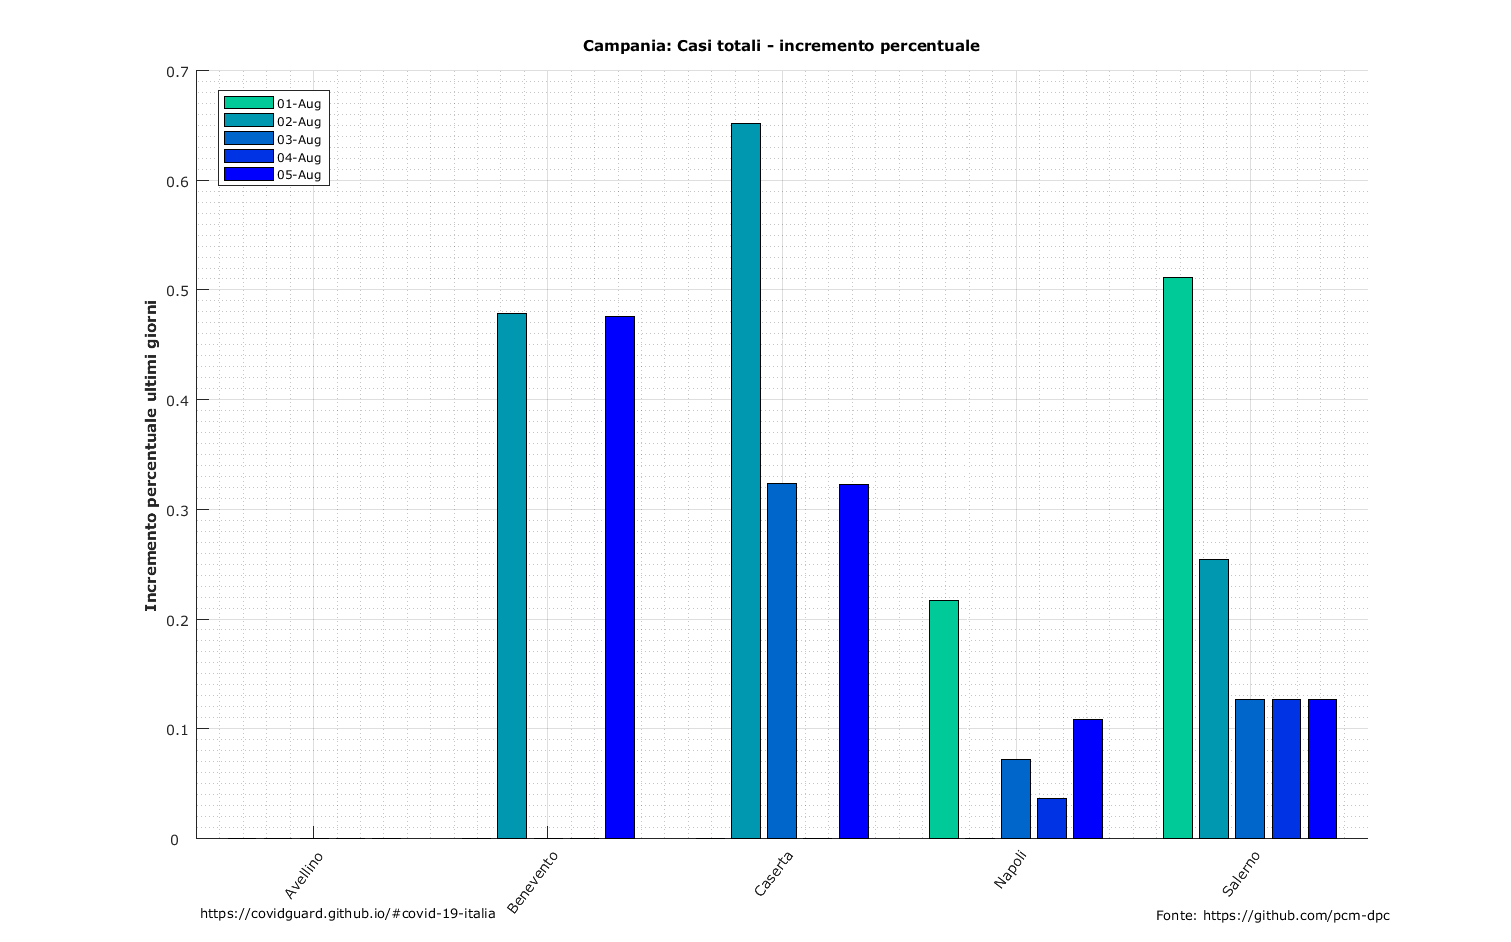 Campania: Casi totali - incremento percentuale
0.7
0.6
0.5
0.4
0.3
0.2
0.1
0
Incremento percentuale ultimi giorni
01-Aug
02-Aug
03-Aug
04-Aug
05-Aug
Avellino
Benevento
Caserta
Napoli
Salerno
https://covidguard.github.io/#covid-19-italia
Fonte: https://github.com/pcm-dpc